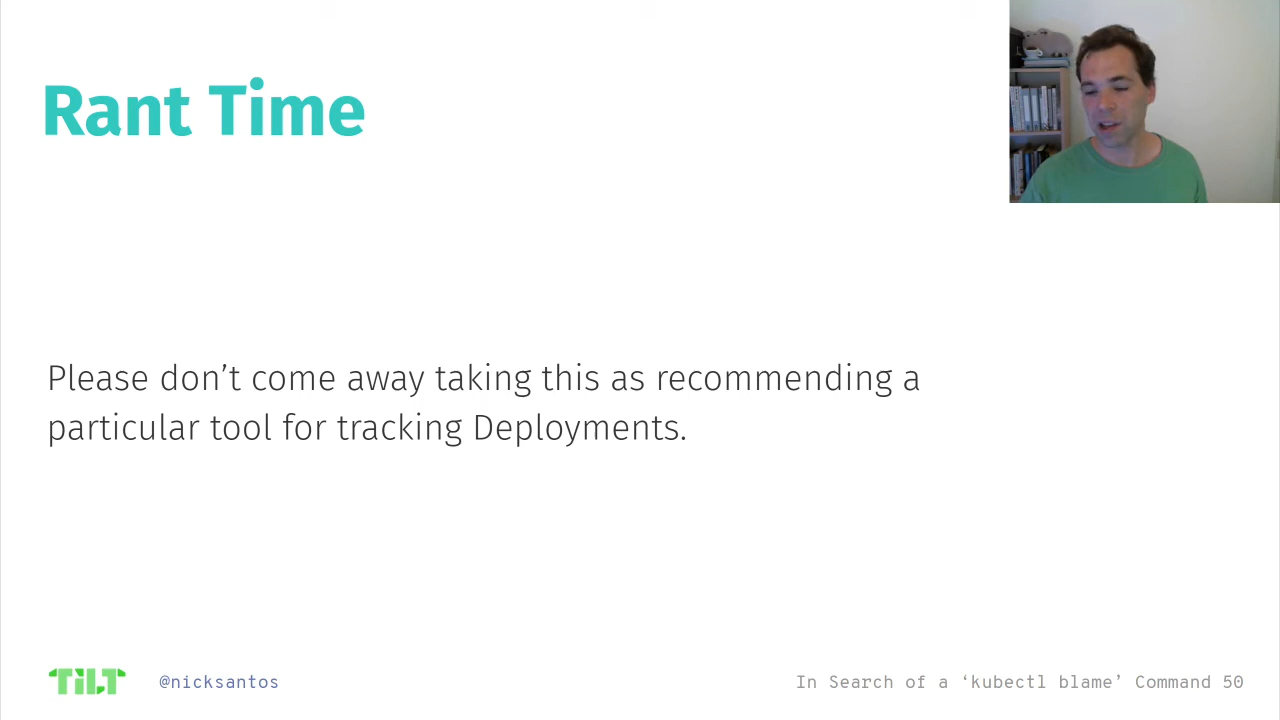 Rant Time
Please don’t come away taking this as recommending a
particular tool for tracking Deployments.
TILT
@nicksantos
In Search of a ‘kubectl blame’ Command 50